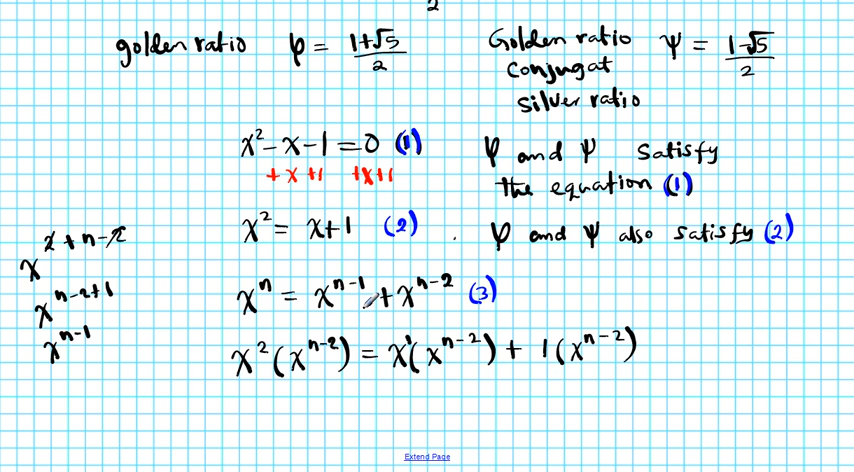 2
golden ratio φ = (1+√5)/2
Golden ratio ψ = (1-√5)/2
Conjugat
Silver ratio
x² - x - 1 = 0 (1)
+x+1 +x+1
φ and ψ satisfy
the equation (1)
x² = x+1 (2)
. φ and ψ also satisfy (2)
x^(2+n-2)
x^(n-2+1)
x^(n-1)
xⁿ = x^(n-1) + x^(n-2) (3)
x²(x^(n-2)) = x¹(x^(n-2)) + 1(x^(n-2))
Extend Page